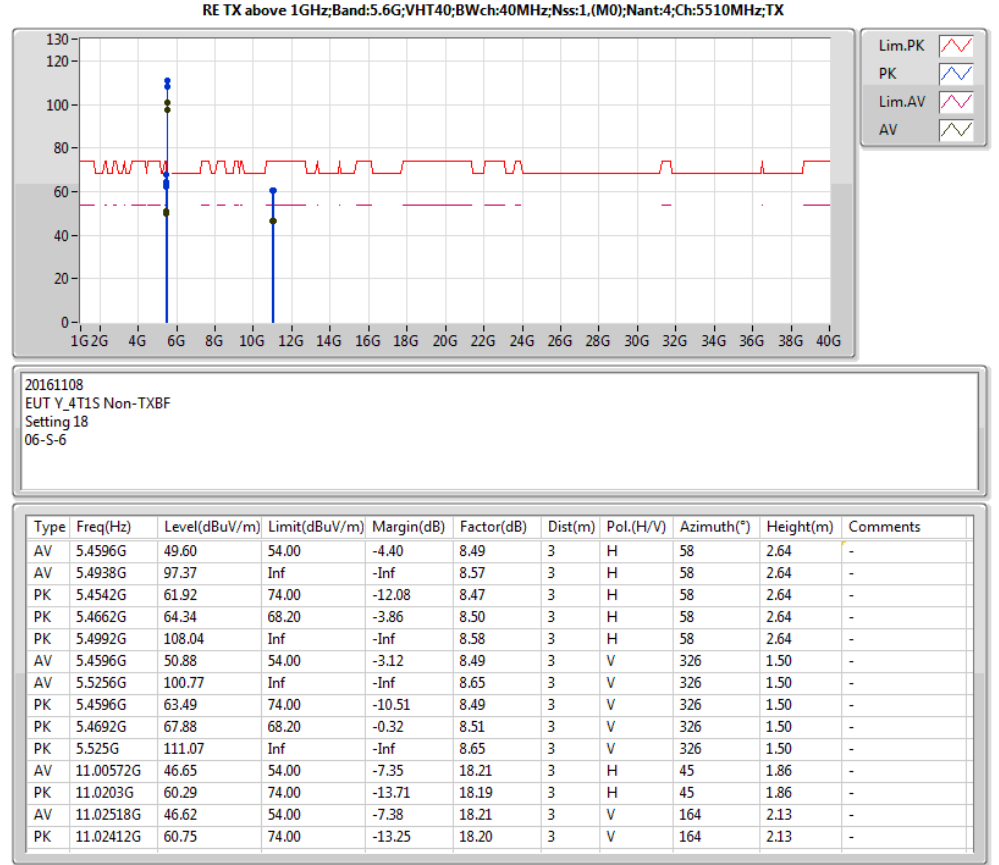 RE TX above 1GHz;Band:5.6G;VHT40;BWch:40MHz;Nss:1,(M0);Nant:4;Ch:5510MHz;TX
130
120
100
80
60
40
20
0
1G 2G 4G 6G 8G 10G 12G 14G 16G 18G 20G 22G 24G 26G 28G 30G 32G 34G 36G 38G 40G
Lim.PK
PK
Lim.AV
AV
20161108
EUT Y_4T1S Non-TXBF
Setting 18
06-S-6
Type Freq(Hz) Level(dBuV/m) Limit(dBuV/m) Margin(dB) Factor(dB) Dist(m) Pol.(H/V) Azimuth(°) Height(m) Comments
AV 5.4596G 49.60 54.00 -4.40 8.49 3 H 58 2.64 -
AV 5.4938G 97.37 Inf -Inf 8.57 3 H 58 2.64 -
PK 5.4542G 61.92 74.00 -12.08 8.47 3 H 58 2.64 -
PK 5.4662G 64.34 68.20 -3.86 8.50 3 H 58 2.64 -
PK 5.4992G 108.04 Inf -Inf 8.58 3 H 58 2.64 -
AV 5.4596G 50.88 54.00 -3.12 8.49 3 V 326 1.50 -
AV 5.5256G 100.77 Inf -Inf 8.65 3 V 326 1.50 -
PK 5.4596G 63.49 74.00 -10.51 8.49 3 V 326 1.50 -
PK 5.4692G 67.88 68.20 -0.32 8.51 3 V 326 1.50 -
PK 5.525G 111.07 Inf -Inf 8.65 3 V 326 1.50 -
AV 11.00572G 46.65 54.00 -7.35 18.21 3 H 45 1.86 -
PK 11.0203G 60.29 74.00 -13.71 18.19 3 H 45 1.86 -
AV 11.02518G 46.62 54.00 -7.38 18.21 3 V 164 2.13 -
PK 11.02412G 60.75 74.00 -13.25 18.20 3 V 164 2.13 -